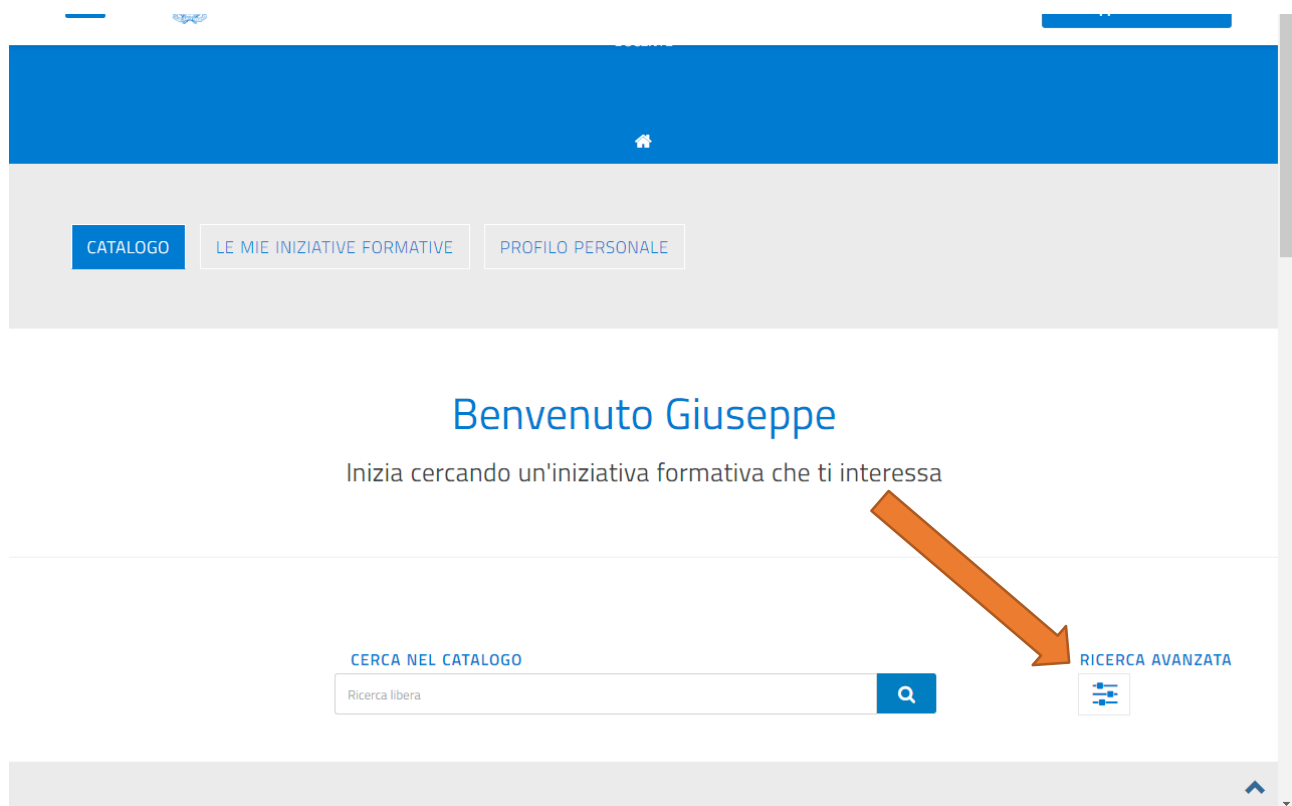 CATALOGO LE MIE INIZIATIVE FORMATIVE PROFILO PERSONALE
Benvenuto Giuseppe
Inizia cercando un'iniziativa formativa che ti interessa
CERCA NEL CATALOGO RICERCA AVANZATA
Ricerca libera